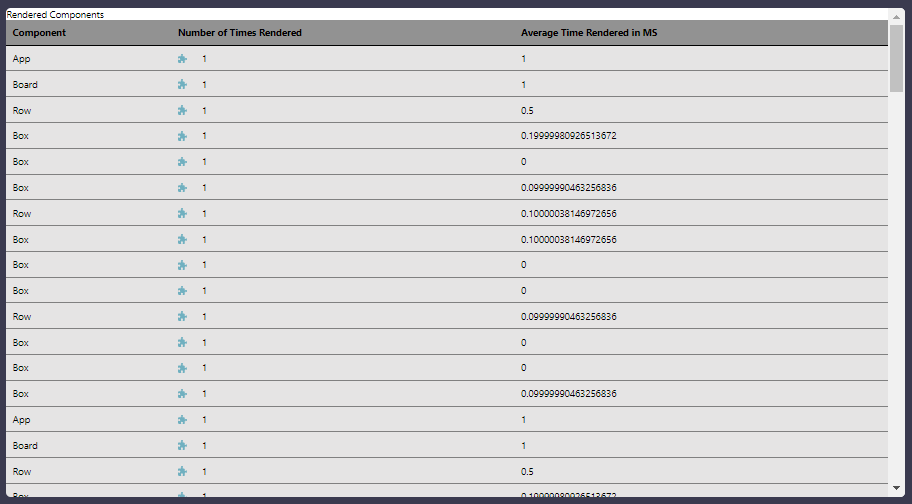 Rendered Components
Component Number of Times Rendered Average Time Rendered in MS
App 1 1
Board 1 1
Row 1 0.5
Box 1 0.19999980926513672
Box 1 0
Box 1 0.09999990463256836
Row 1 0.10000038146972656
Box 1 0.10000038146972656
Box 1 0
Box 1 0
Row 1 0.09999990463256836
Box 1 0
Box 1 0
Box 1 0.09999990463256836
App 1 1
Board 1 1
Row 1 0.5
Box 1 0.19999980926513672